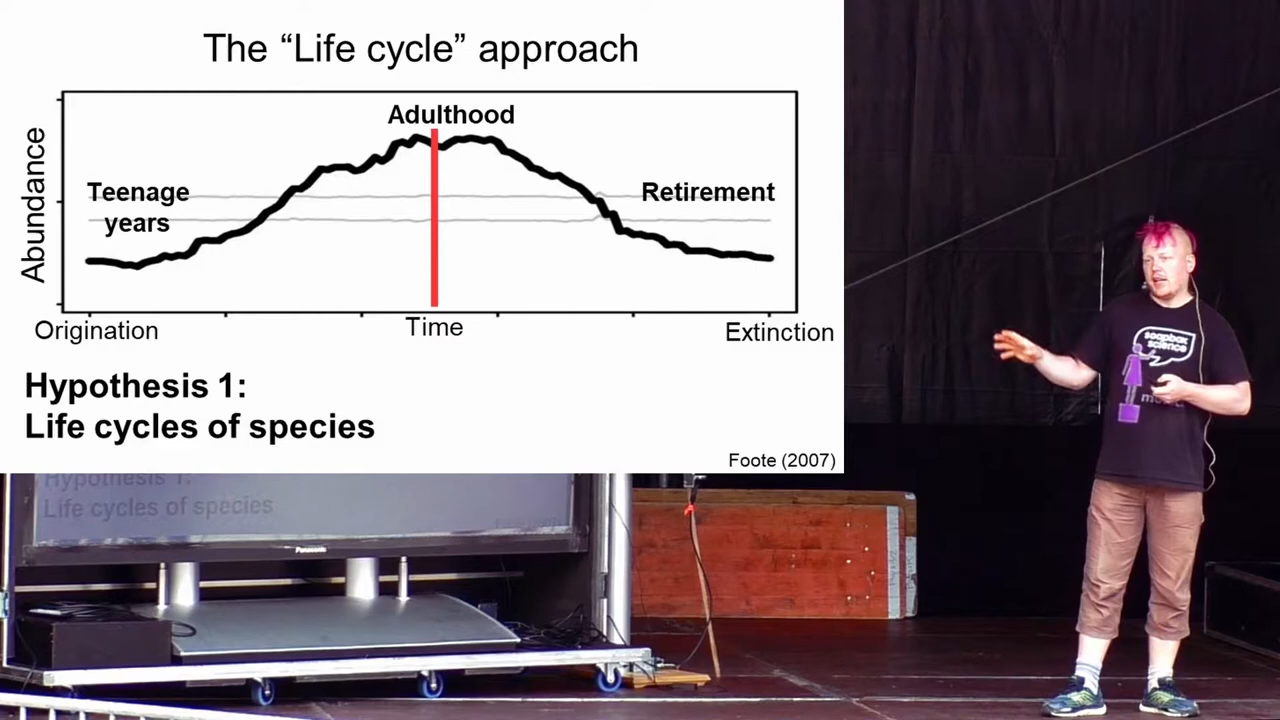 The “Life cycle” approach
Adulthood
Teenage
years
Retirement
Abundance
Origination
Time
Extinction
Hypothesis 1:
Life cycles of species
Foote (2007)
Hypothesis 1:
Life cycles of species
Panasonic
soapbox
science